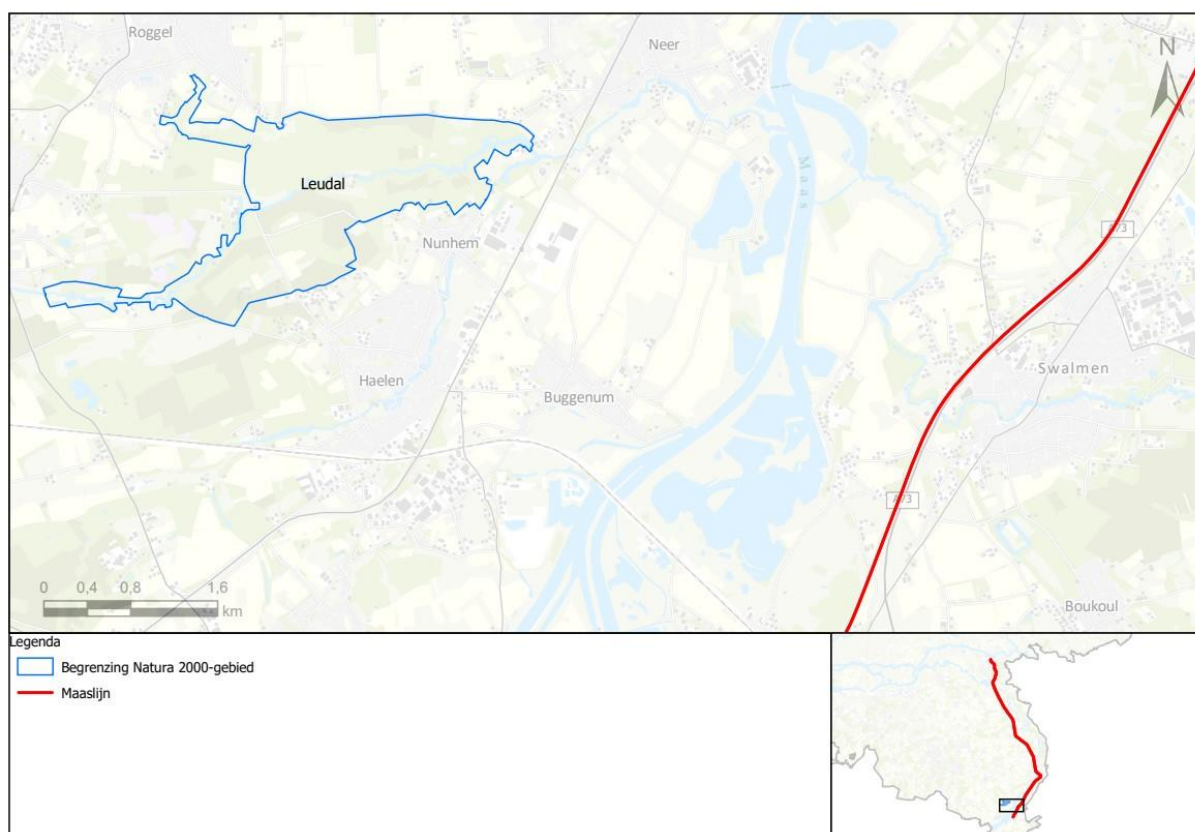 Roggel
Neer
N
Maas
Leudal
A73
Nunhem
Swalmen
Haelen
Buggenum
A73
0 0,4 0,8 1,6
km
Boukoul
Legenda
Begrenzing Natura 2000-gebied
Maaslijn